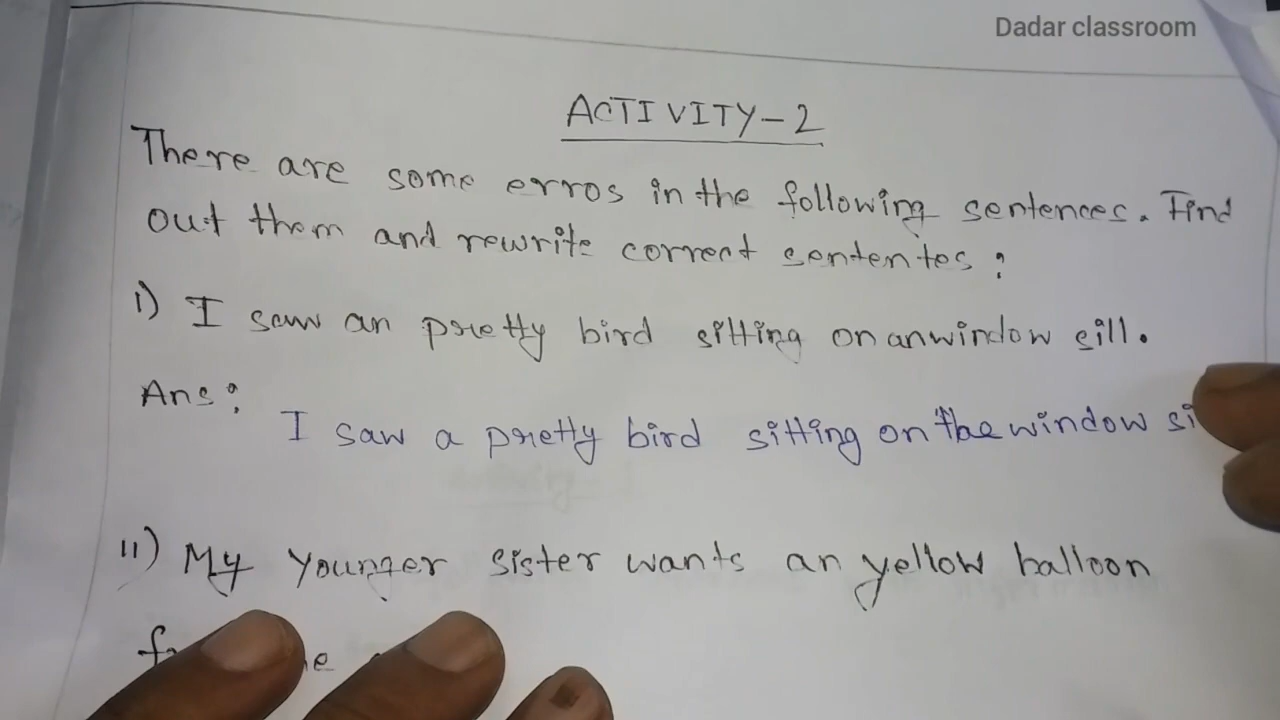 Dadar classroom
ACTIVITY-2
There are some erros in the following sentences. Find
out them and rewrite correct sententes :
i) I saw an pretty bird sitting on an window sill.
Ans :
I saw a pretty bird sitting on the window si
ii) My younger sister wants an yellow balloon